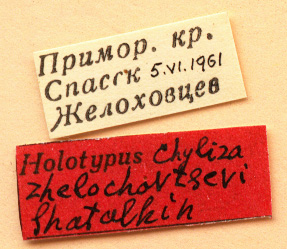 Примор. кр.
Спасск 5.VI.1961
Желоховцев
Holotypus Chyliza
zhelochovtsevi
Shatalkin